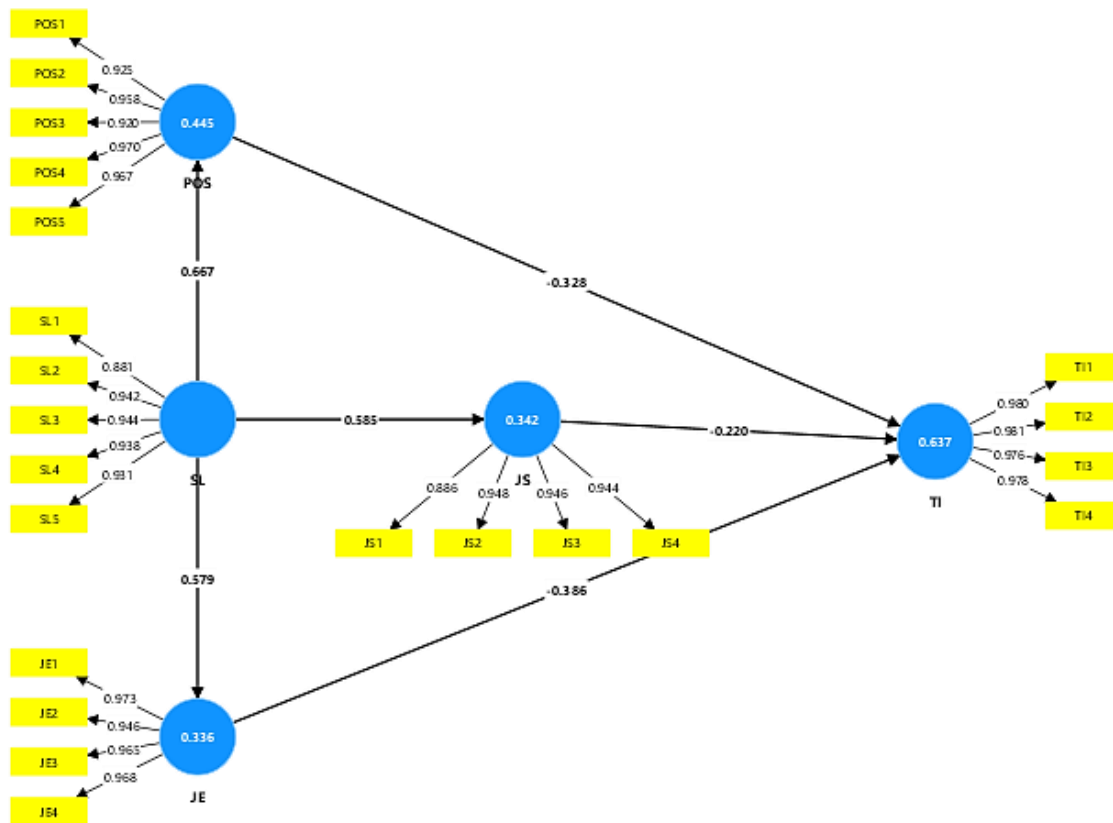 POS1
0.925
POS2
0.958
POS3
0.920
0.445
POS4
0.970
0.967
POS
POS5
0.667
-0.328
SL1
0.881
SL2
0.942
SL3
0.944
0.585
0.342
SL4
0.938
SL5
0.931
SL
JS
-0.220
0.886
0.948
0.946
0.944
JS1
JS2
JS3
JS4
TI1
0.980
TI2
0.981
0.637
TI3
0.976
0.978
TI4
TI
0.579
-0.386
JE1
0.973
JE2
0.946
0.336
JE3
0.965
0.968
JE4
JE